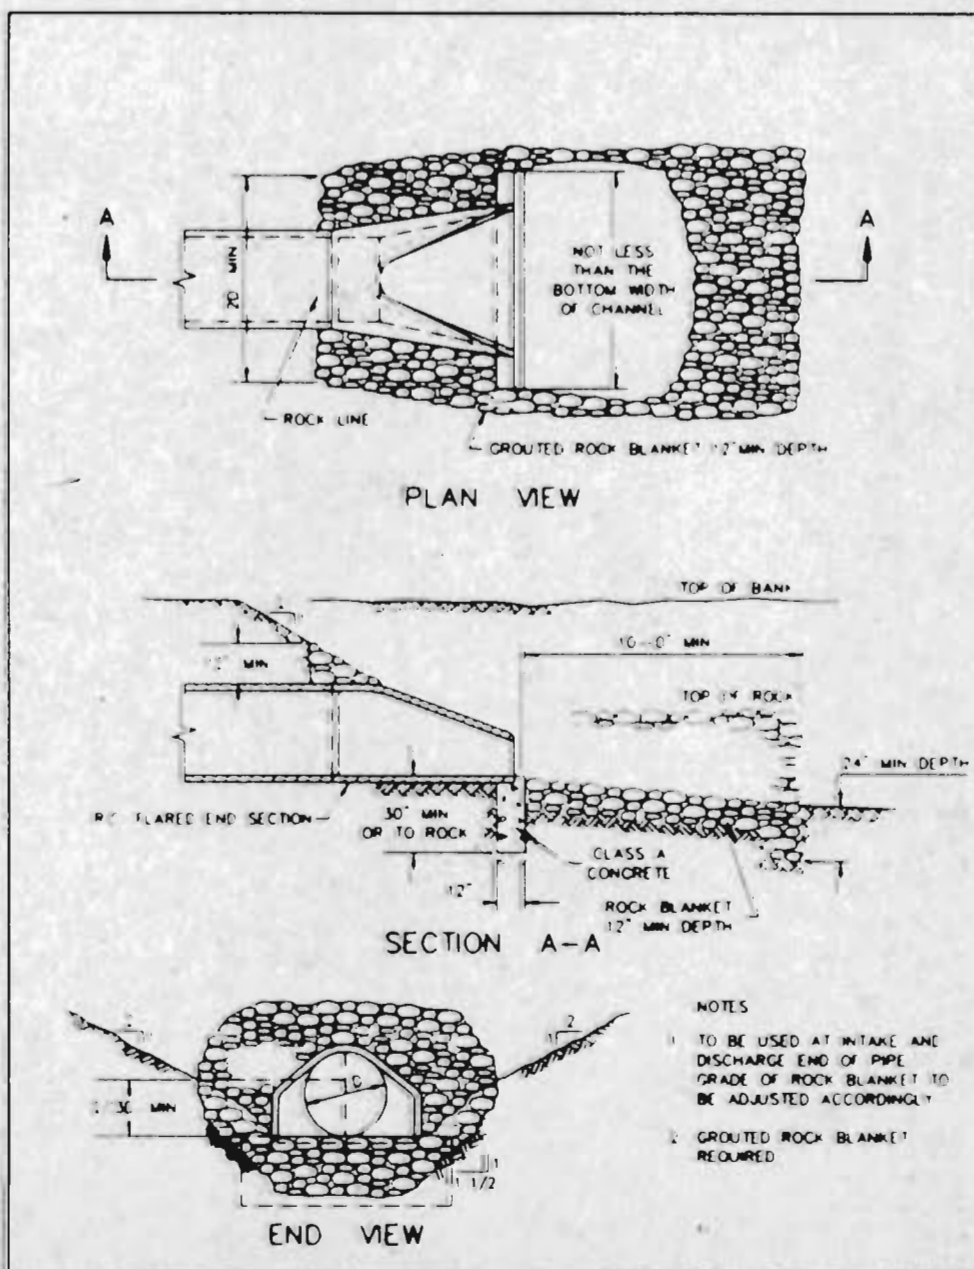 A
A
2D MIN
NOT LESS
THAN THE
BOTTOM WIDTH
OF CHANNEL
ROCK LINE
GROUTED ROCK BLANKET 12" MIN DEPTH
PLAN VIEW
TOP OF BANK
10'-0" MIN
MIN
TOP OF ROCK
24" MIN DEPTH
FLARED END SECTION
30" MIN
OR TO ROCK
CLASS A
CONCRETE
12"
ROCK BLANKET
12" MIN DEPTH
SECTION A-A
2
MIN
D
1
1 1/2
END VIEW
NOTES
1 TO BE USED AT INTAKE AND
DISCHARGE END OF PIPE
GRADE OF ROCK BLANKET TO
BE ADJUSTED ACCORDINGLY
2 GROUTED ROCK BLANKET
REQUIRED